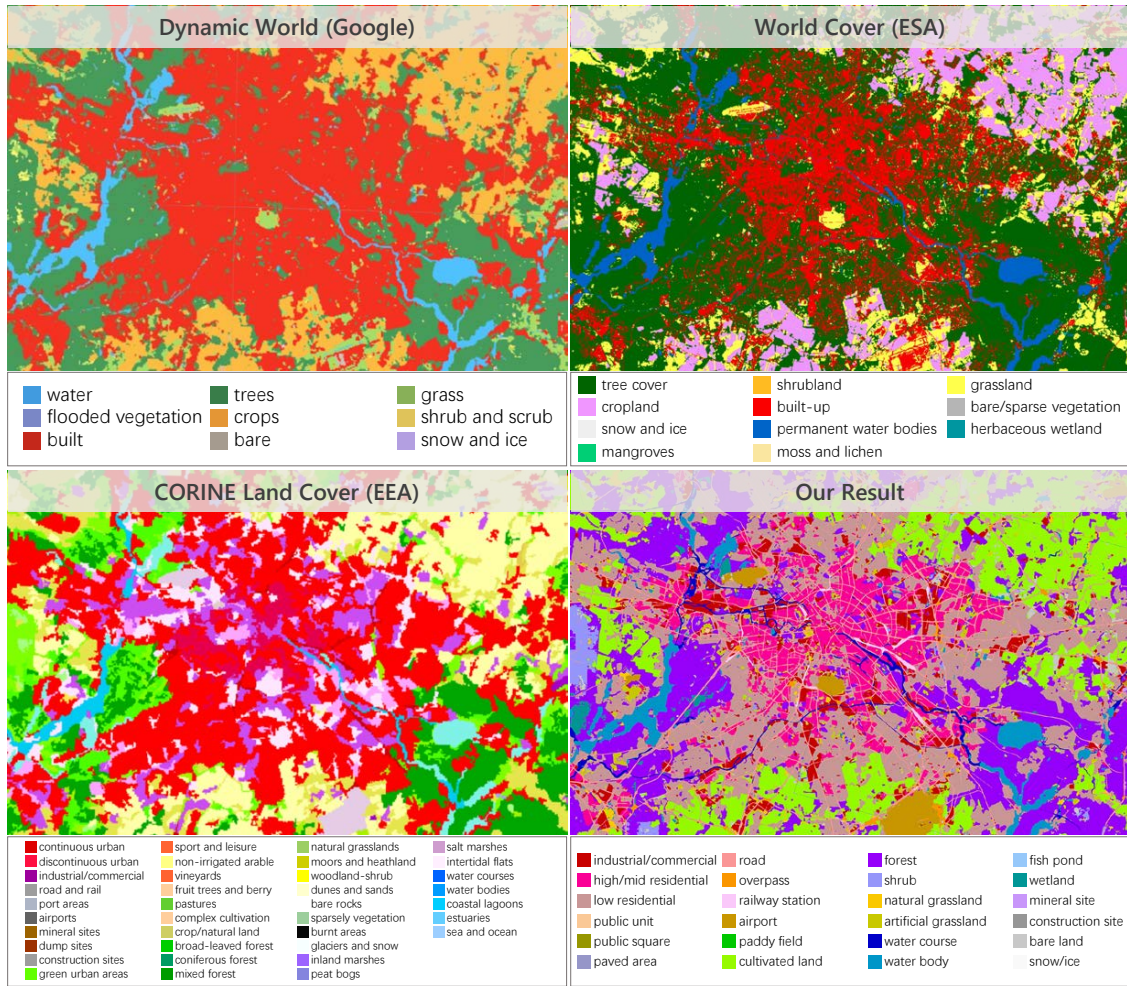 Dynamic World (Google)
World Cover (ESA)
water trees grass
flooded vegetation crops shrub and scrub
built bare snow and ice
tree cover shrubland grassland
cropland built-up bare/sparse vegetation
snow and ice permanent water bodies herbaceous wetland
mangroves moss and lichen
CORINE Land Cover (EEA)
Our Result
continuous urban sport and leisure natural grasslands salt marshes
discontinuous urban non-irrigated arable moors and heathland intertidal flats
industrial/commercial vineyards woodland-shrub water courses
road and rail fruit trees and berry dunes and sands water bodies
port areas pastures bare rocks coastal lagoons
airports complex cultivation sparsely vegetation estuaries
mineral sites crop/natural land burnt areas sea and ocean
dump sites broad-leaved forest glaciers and snow
construction sites coniferous forest inland marshes
green urban areas mixed forest peat bogs
industrial/commercial road forest fish pond
high/mid residential overpass shrub wetland
low residential railway station natural grassland mineral site
public unit airport artificial grassland construction site
public square paddy field water course bare land
paved area cultivated land water body snow/ice